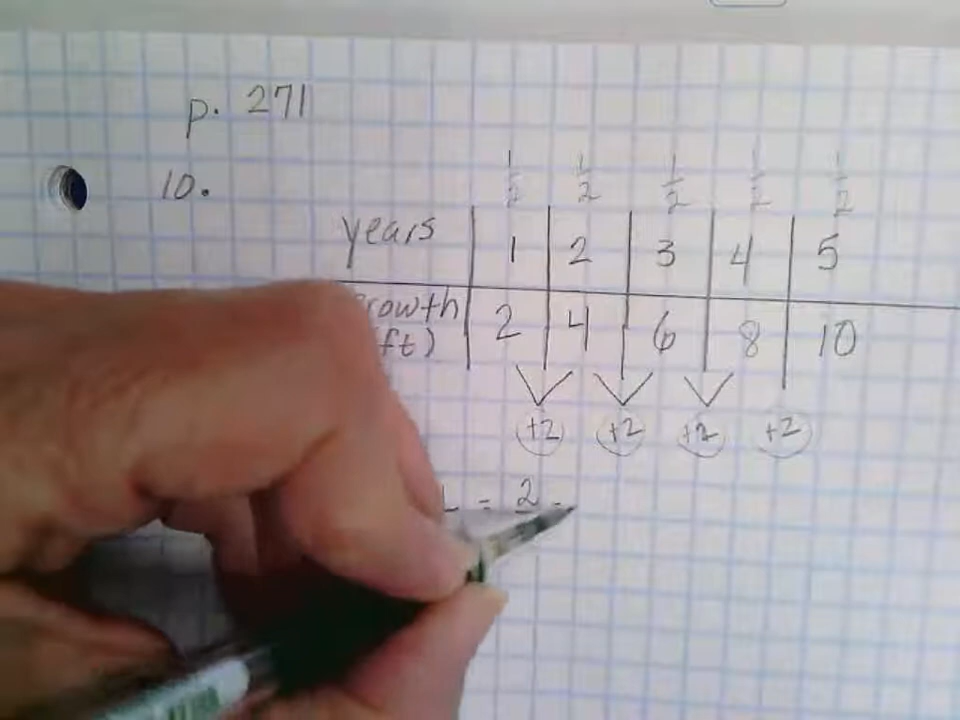 p. 271
10.
1/2 1/2 1/2 1/2 1/2
years 1 2 3 4 5
growth 2 4 6 8 10
(ft)
+2 +2 +2 +2
= 2 =